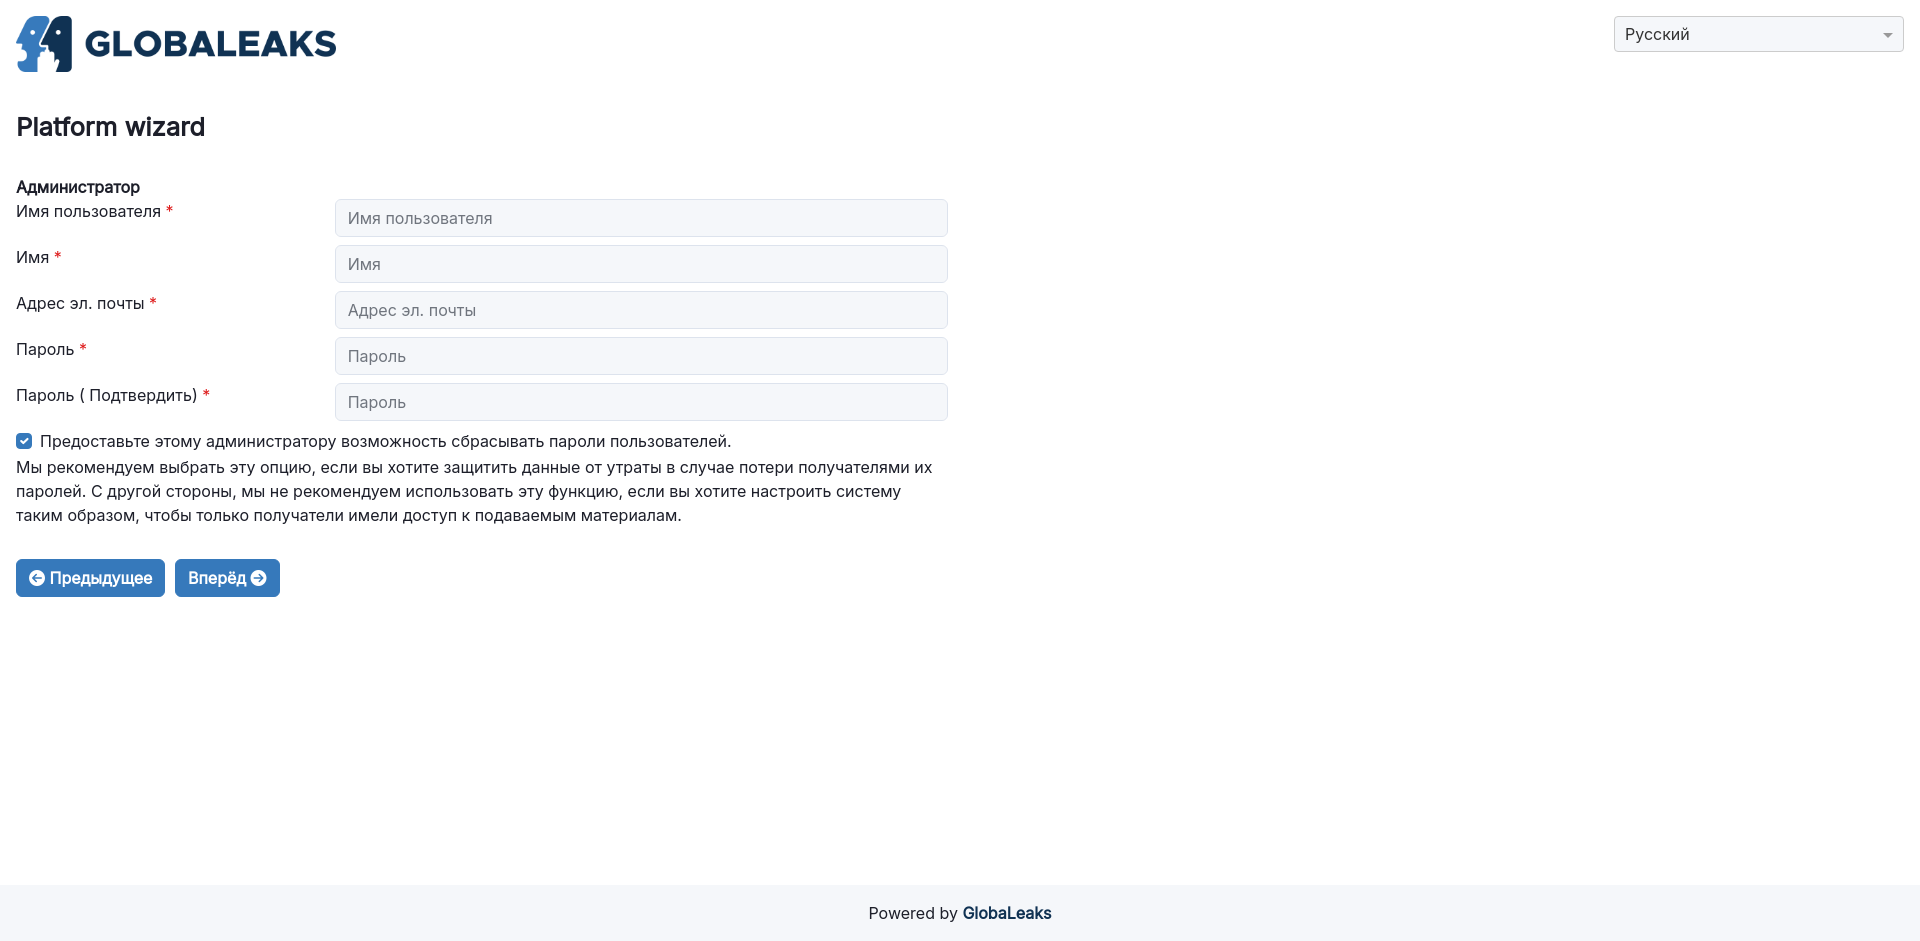 GLOBALEAKS
Русский
Platform wizard
Администратор
Имя пользователя *
Имя пользователя
Имя *
Имя
Адрес эл. почты *
Адрес эл. почты
Пароль *
Пароль
Пароль ( Подтвердить) *
Пароль
Предоставьте этому администратору возможность сбрасывать пароли пользователей.
Мы рекомендуем выбрать эту опцию, если вы хотите защитить данные от утраты в случае потери получателями их
паролей. С другой стороны, мы не рекомендуем использовать эту функцию, если вы хотите настроить систему
таким образом, чтобы только получатели имели доступ к подаваемым материалам.
Предыдущее
Вперёд
Powered by GlobaLeaks